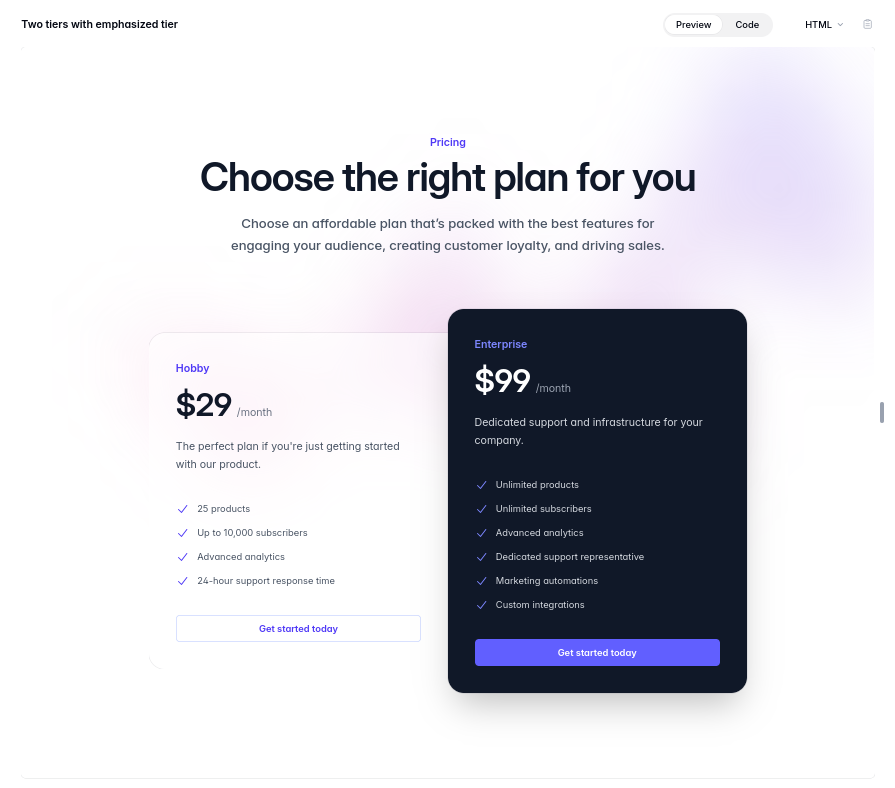 Two tiers with emphasized tier
Preview
Code
HTML
Pricing
Choose the right plan for you
Choose an affordable plan that’s packed with the best features for
engaging your audience, creating customer loyalty, and driving sales.
Hobby
$29 /month
The perfect plan if you're just getting started
with our product.
25 products
Up to 10,000 subscribers
Advanced analytics
24-hour support response time
Get started today
Enterprise
$99 /month
Dedicated support and infrastructure for your
company.
Unlimited products
Unlimited subscribers
Advanced analytics
Dedicated support representative
Marketing automations
Custom integrations
Get started today